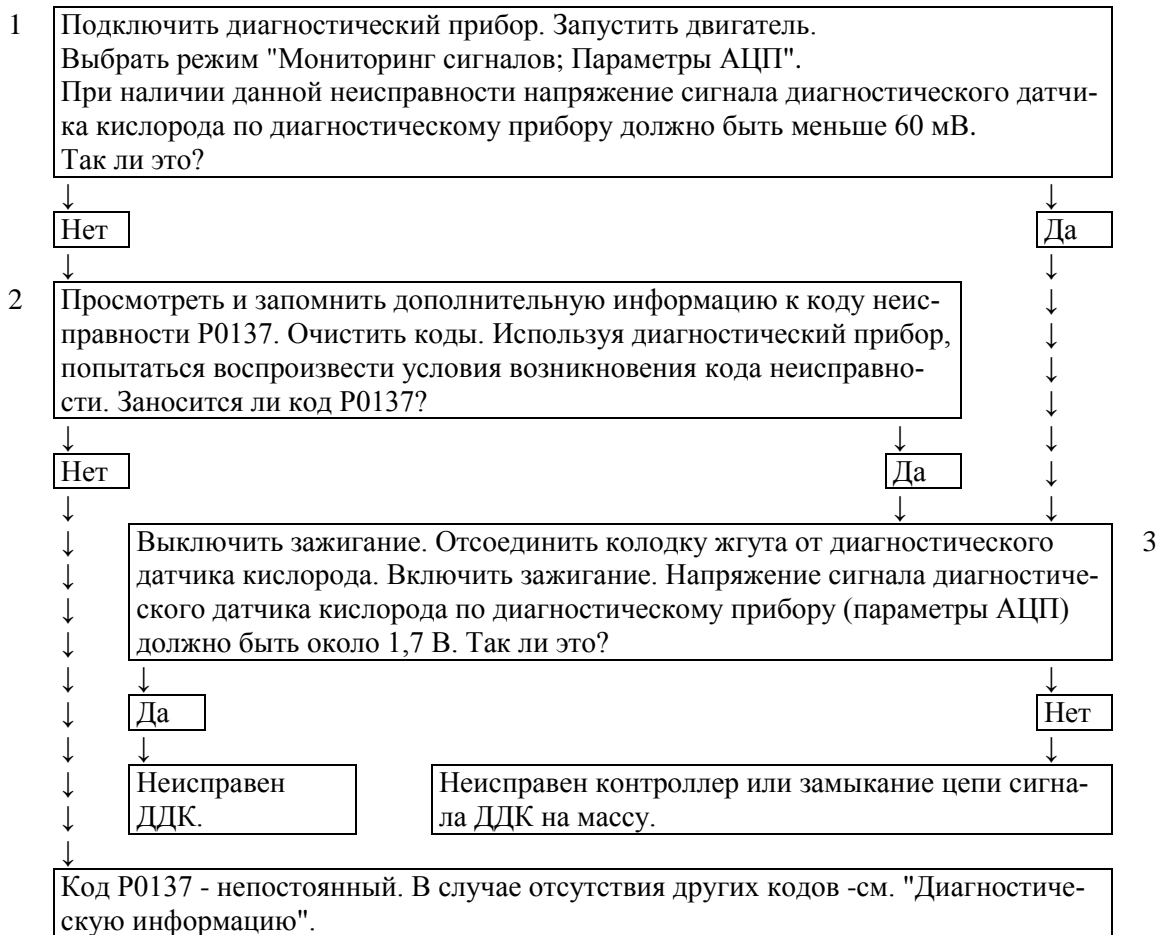 1 Подключить диагностический прибор. Запустить двигатель.
Выбрать режим "Мониторинг сигналов; Параметры АЦП".
При наличии данной неисправности напряжение сигнала диагностического датчи-
ка кислорода по диагностическому прибору должно быть меньше 60 мВ.
Так ли это?
↓ ↓
Нет Да
↓ ↓
2 Просмотреть и запомнить дополнительную информацию к коду неис- ↓
правности Р0137. Очистить коды. Используя диагностический прибор, ↓
попытаться воспроизвести условия возникновения кода неисправно- ↓
сти. Заносится ли код Р0137? ↓
↓ ↓ ↓
Нет Да ↓
↓ ↓ ↓
↓ Выключить зажигание. Отсоединить колодку жгута от диагностического 3
↓ датчика кислорода. Включить зажигание. Напряжение сигнала диагностиче-
↓ ского датчика кислорода по диагностическому прибору (параметры АЦП)
↓ должно быть около 1,7 В. Так ли это?
↓ ↓ ↓
↓ Да Нет
↓ ↓ ↓
↓ Неисправен Неисправен контроллер или замыкание цепи сигна-
↓ ДДК. ла ДДК на массу.
↓
Код Р0137 - непостоянный. В случае отсутствия других кодов -см. "Диагностиче-
скую информацию".